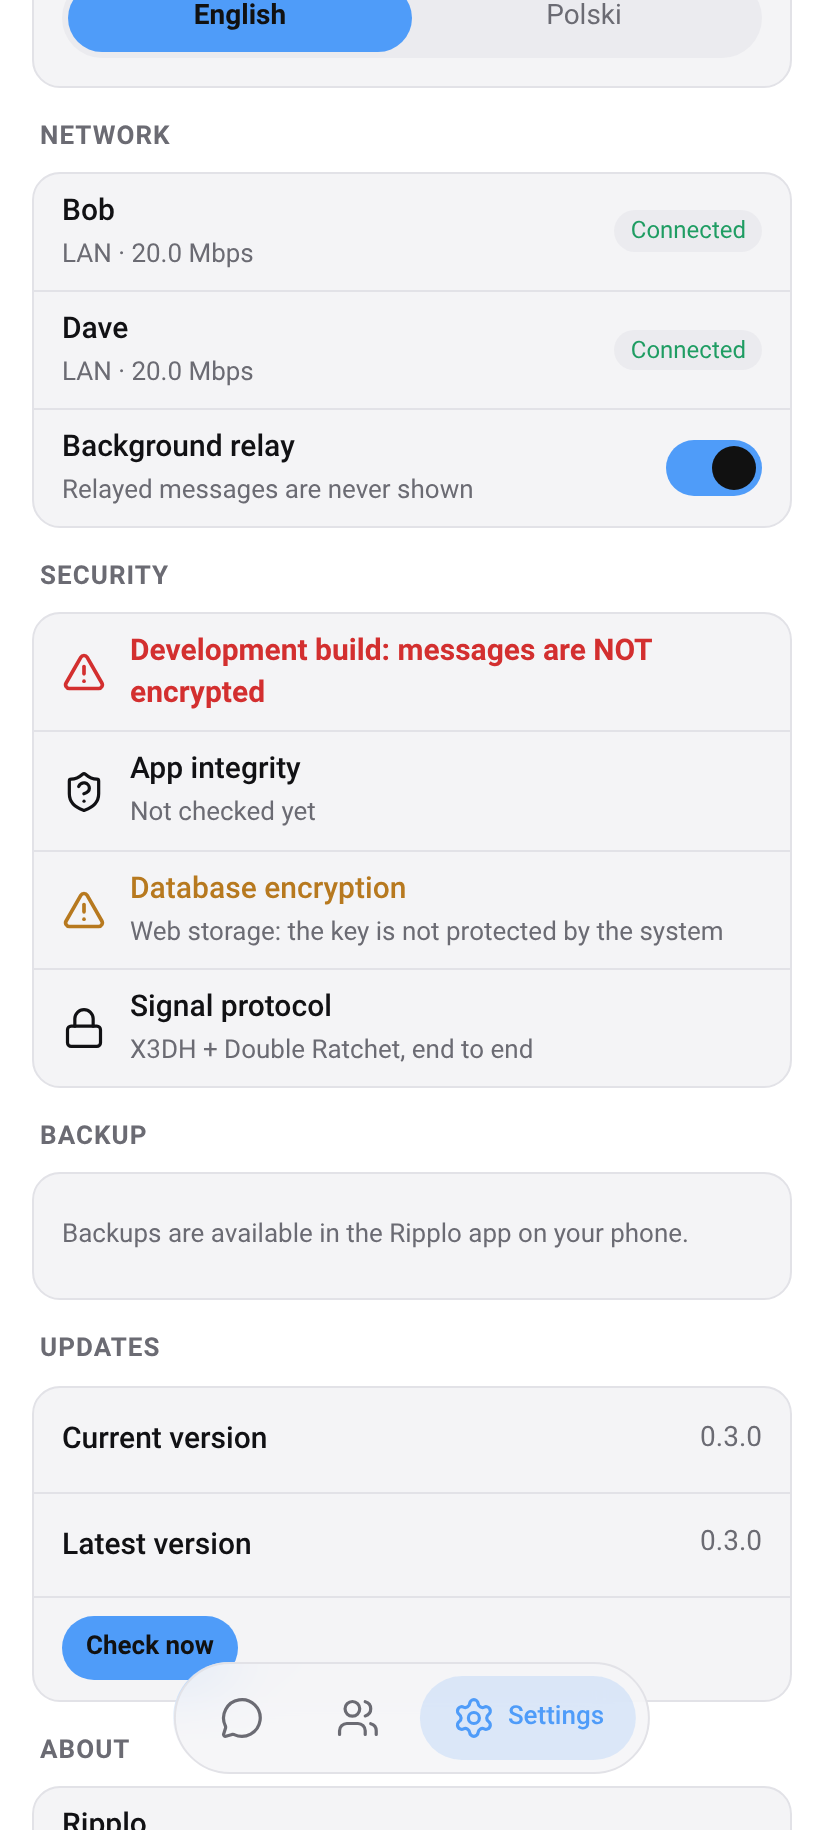 English
Polski
NETWORK
Bob
LAN · 20.0 Mbps
Connected
Dave
LAN · 20.0 Mbps
Connected
Background relay
Relayed messages are never shown
SECURITY
Development build: messages are NOT
encrypted
App integrity
Not checked yet
Database encryption
Web storage: the key is not protected by the system
Signal protocol
X3DH + Double Ratchet, end to end
BACKUP
Backups are available in the Ripplo app on your phone.
UPDATES
Current version
0.3.0
Latest version
0.3.0
Check now
Settings
ABOUT
Ripplo